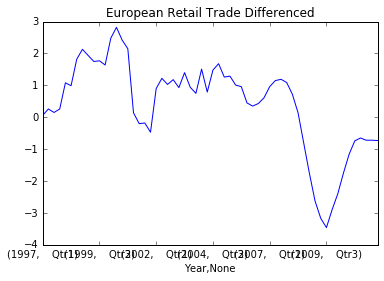 European Retail Trade Differenced
3
2
1
0
−1
−2
−3
−4
(1997, Qtr1) (1999, Qtr3) (2002, Qtr1) (2004, Qtr3) (2007, Qtr1) (2009, Qtr3)
Year,None